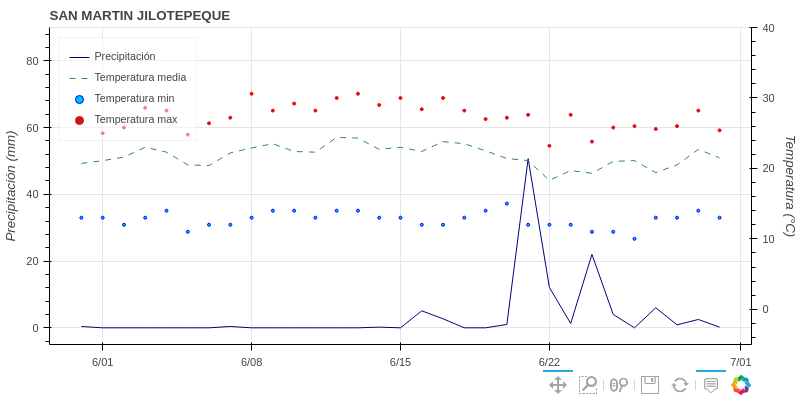 SAN MARTIN JILOTEPEQUE
Precipitación
Temperatura media
Temperatura min
Temperatura max
80
60
40
20
0
Precipitación (mm)
40
30
20
10
0
Temperatura (°C)
6/01 6/08 6/15 6/22 7/01